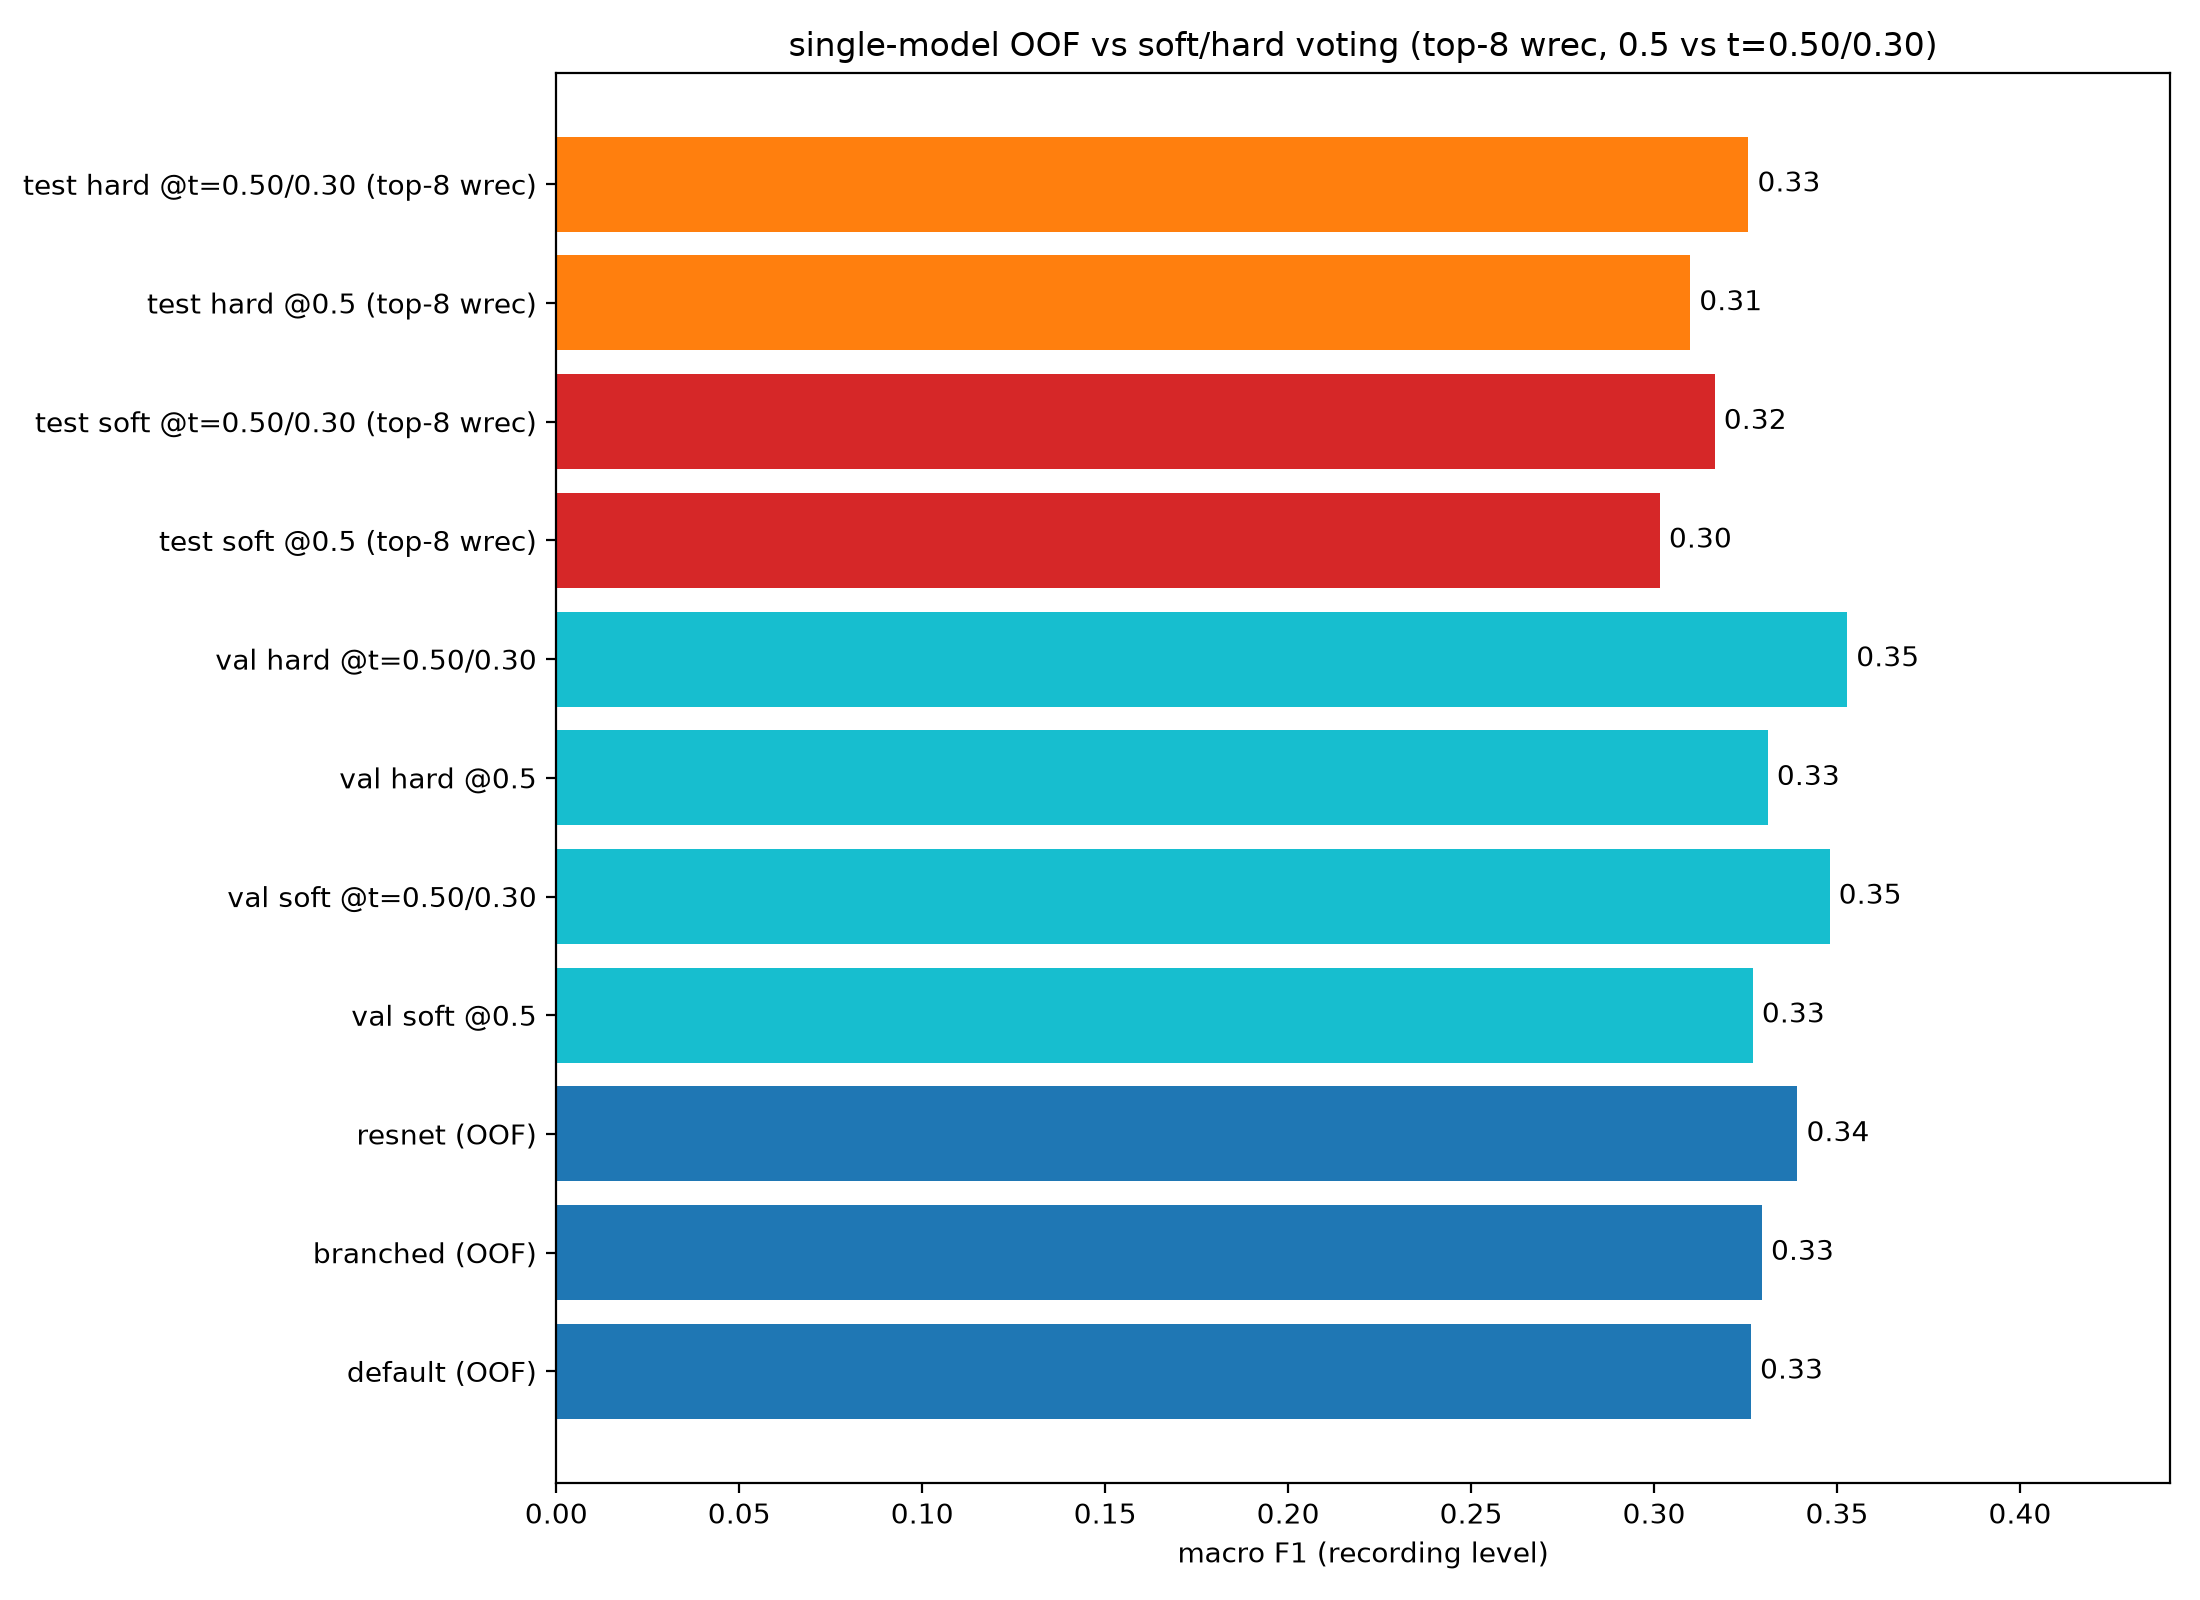 single-model OOF vs soft/hard voting (top-8 wrec, 0.5 vs t=0.50/0.30)
test hard @t=0.50/0.30 (top-8 wrec) 0.33
test hard @0.5 (top-8 wrec) 0.31
test soft @t=0.50/0.30 (top-8 wrec) 0.32
test soft @0.5 (top-8 wrec) 0.30
val hard @t=0.50/0.30 0.35
val hard @0.5 0.33
val soft @t=0.50/0.30 0.35
val soft @0.5 0.33
resnet (OOF) 0.34
branched (OOF) 0.33
default (OOF) 0.33
0.00 0.05 0.10 0.15 0.20 0.25 0.30 0.35 0.40
macro F1 (recording level)